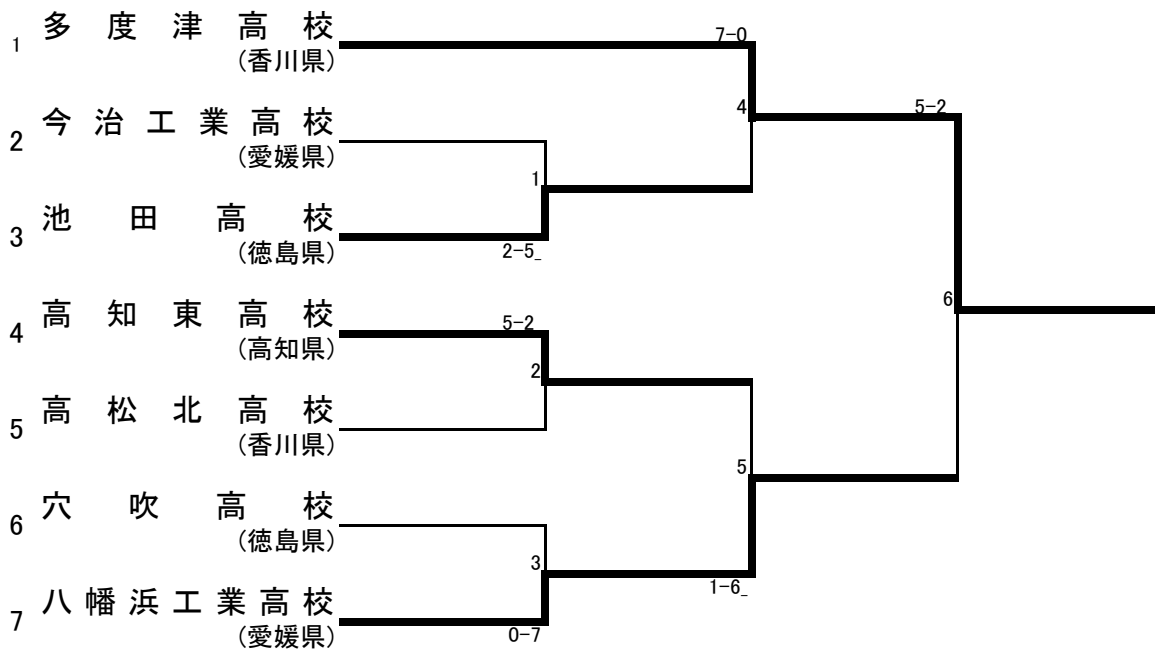 1 多度津高校
(香川県)
7-0
4
5-2
2 今治工業高校
(愛媛県)
1
3 池田高校
(徳島県)
2-5_
6
4 高知東高校
(高知県)
5-2
2
5 高松北高校
(香川県)
5
6 穴吹高校
(徳島県)
3
1-6_
7 八幡浜工業高校
(愛媛県)
0-7